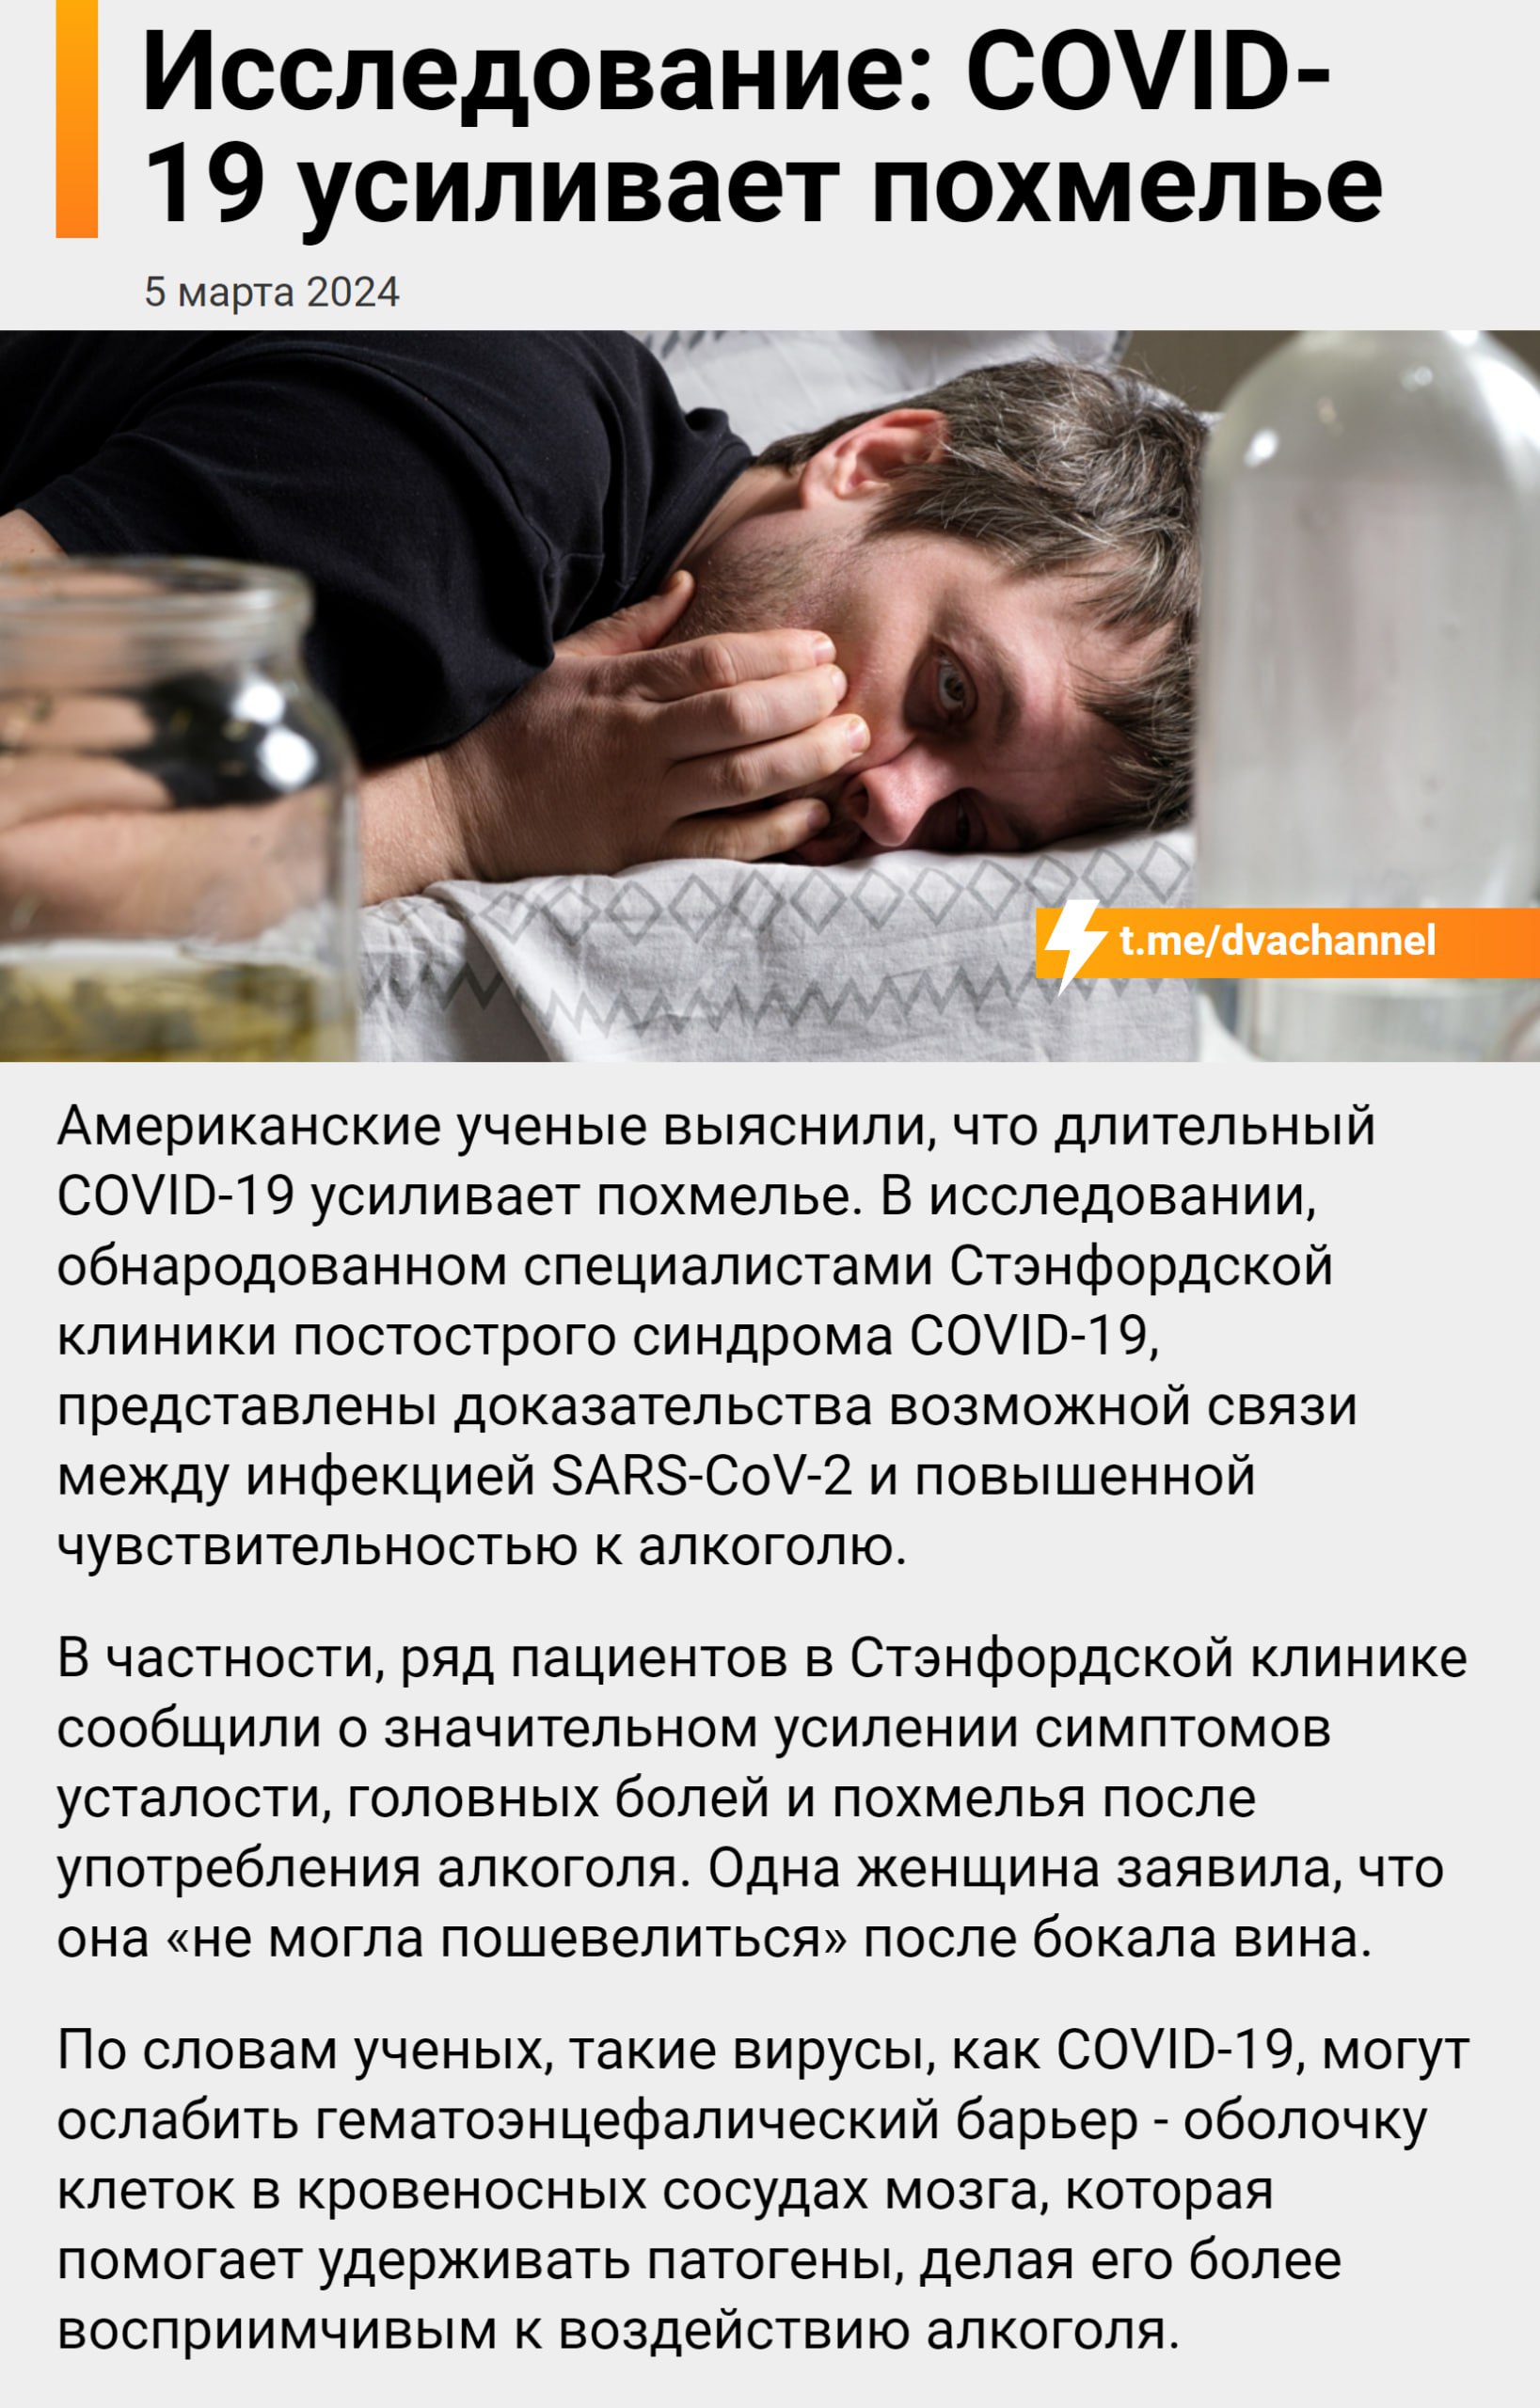 Исследование: COVID-
19 усиливает похмелье
5 марта 2024
t.me/dvachannel
Американские ученые выяснили, что длительный
COVID-19 усиливает похмелье. В исследовании,
обнародованном специалистами Стэнфордской
клиники постострого синдрома COVID-19,
представлены доказательства возможной связи
между инфекцией SARS-CoV-2 и повышенной
чувствительностью к алкоголю.
В частности, ряд пациентов в Стэнфордской клинике
сообщили о значительном усилении симптомов
усталости, головных болей и похмелья после
употребления алкоголя. Одна женщина заявила, что
она «не могла пошевелиться» после бокала вина.
По словам ученых, такие вирусы, как COVID-19, могут
ослабить гематоэнцефалический барьер - оболочку
клеток в кровеносных сосудах мозга, которая
помогает удерживать патогены, делая его более
восприимчивым к воздействию алкоголя.